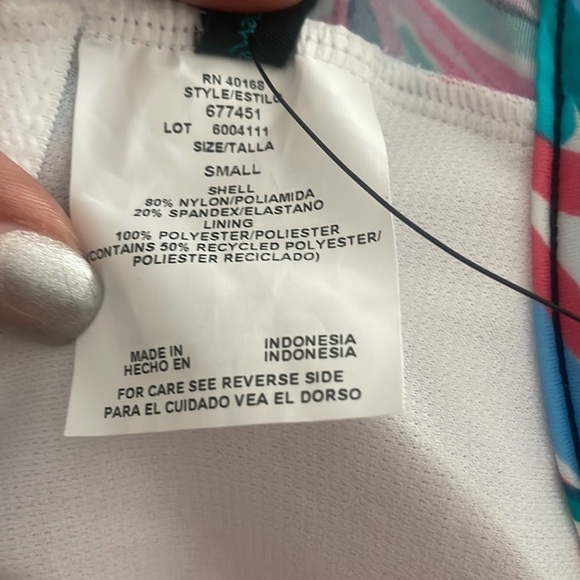 RN 40168
STYLE/ESTILO
677451
LOT 6004111
SIZE/TALLA
SMALL
SHELL
80% NYLON/POLIAMIDA
20% SPANDEX/ELASTANO
LINING
100% POLYESTER/POLIESTER
(CONTAINS 50% RECYCLED POLYESTER/
POLIESTER RECICLADO)
MADE IN INDONESIA
HECHO EN INDONESIA
FOR CARE SEE REVERSE SIDE
PARA EL CUIDADO VEA EL DORSO